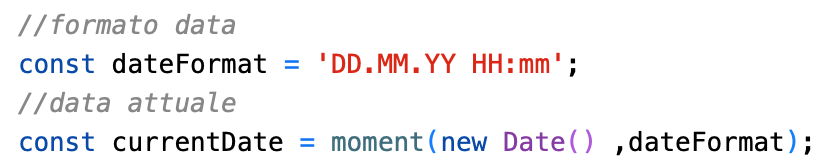 //formato data
const dateFormat = 'DD.MM.YY HH:mm';
//data attuale
const currentDate = moment(new Date() ,dateFormat);